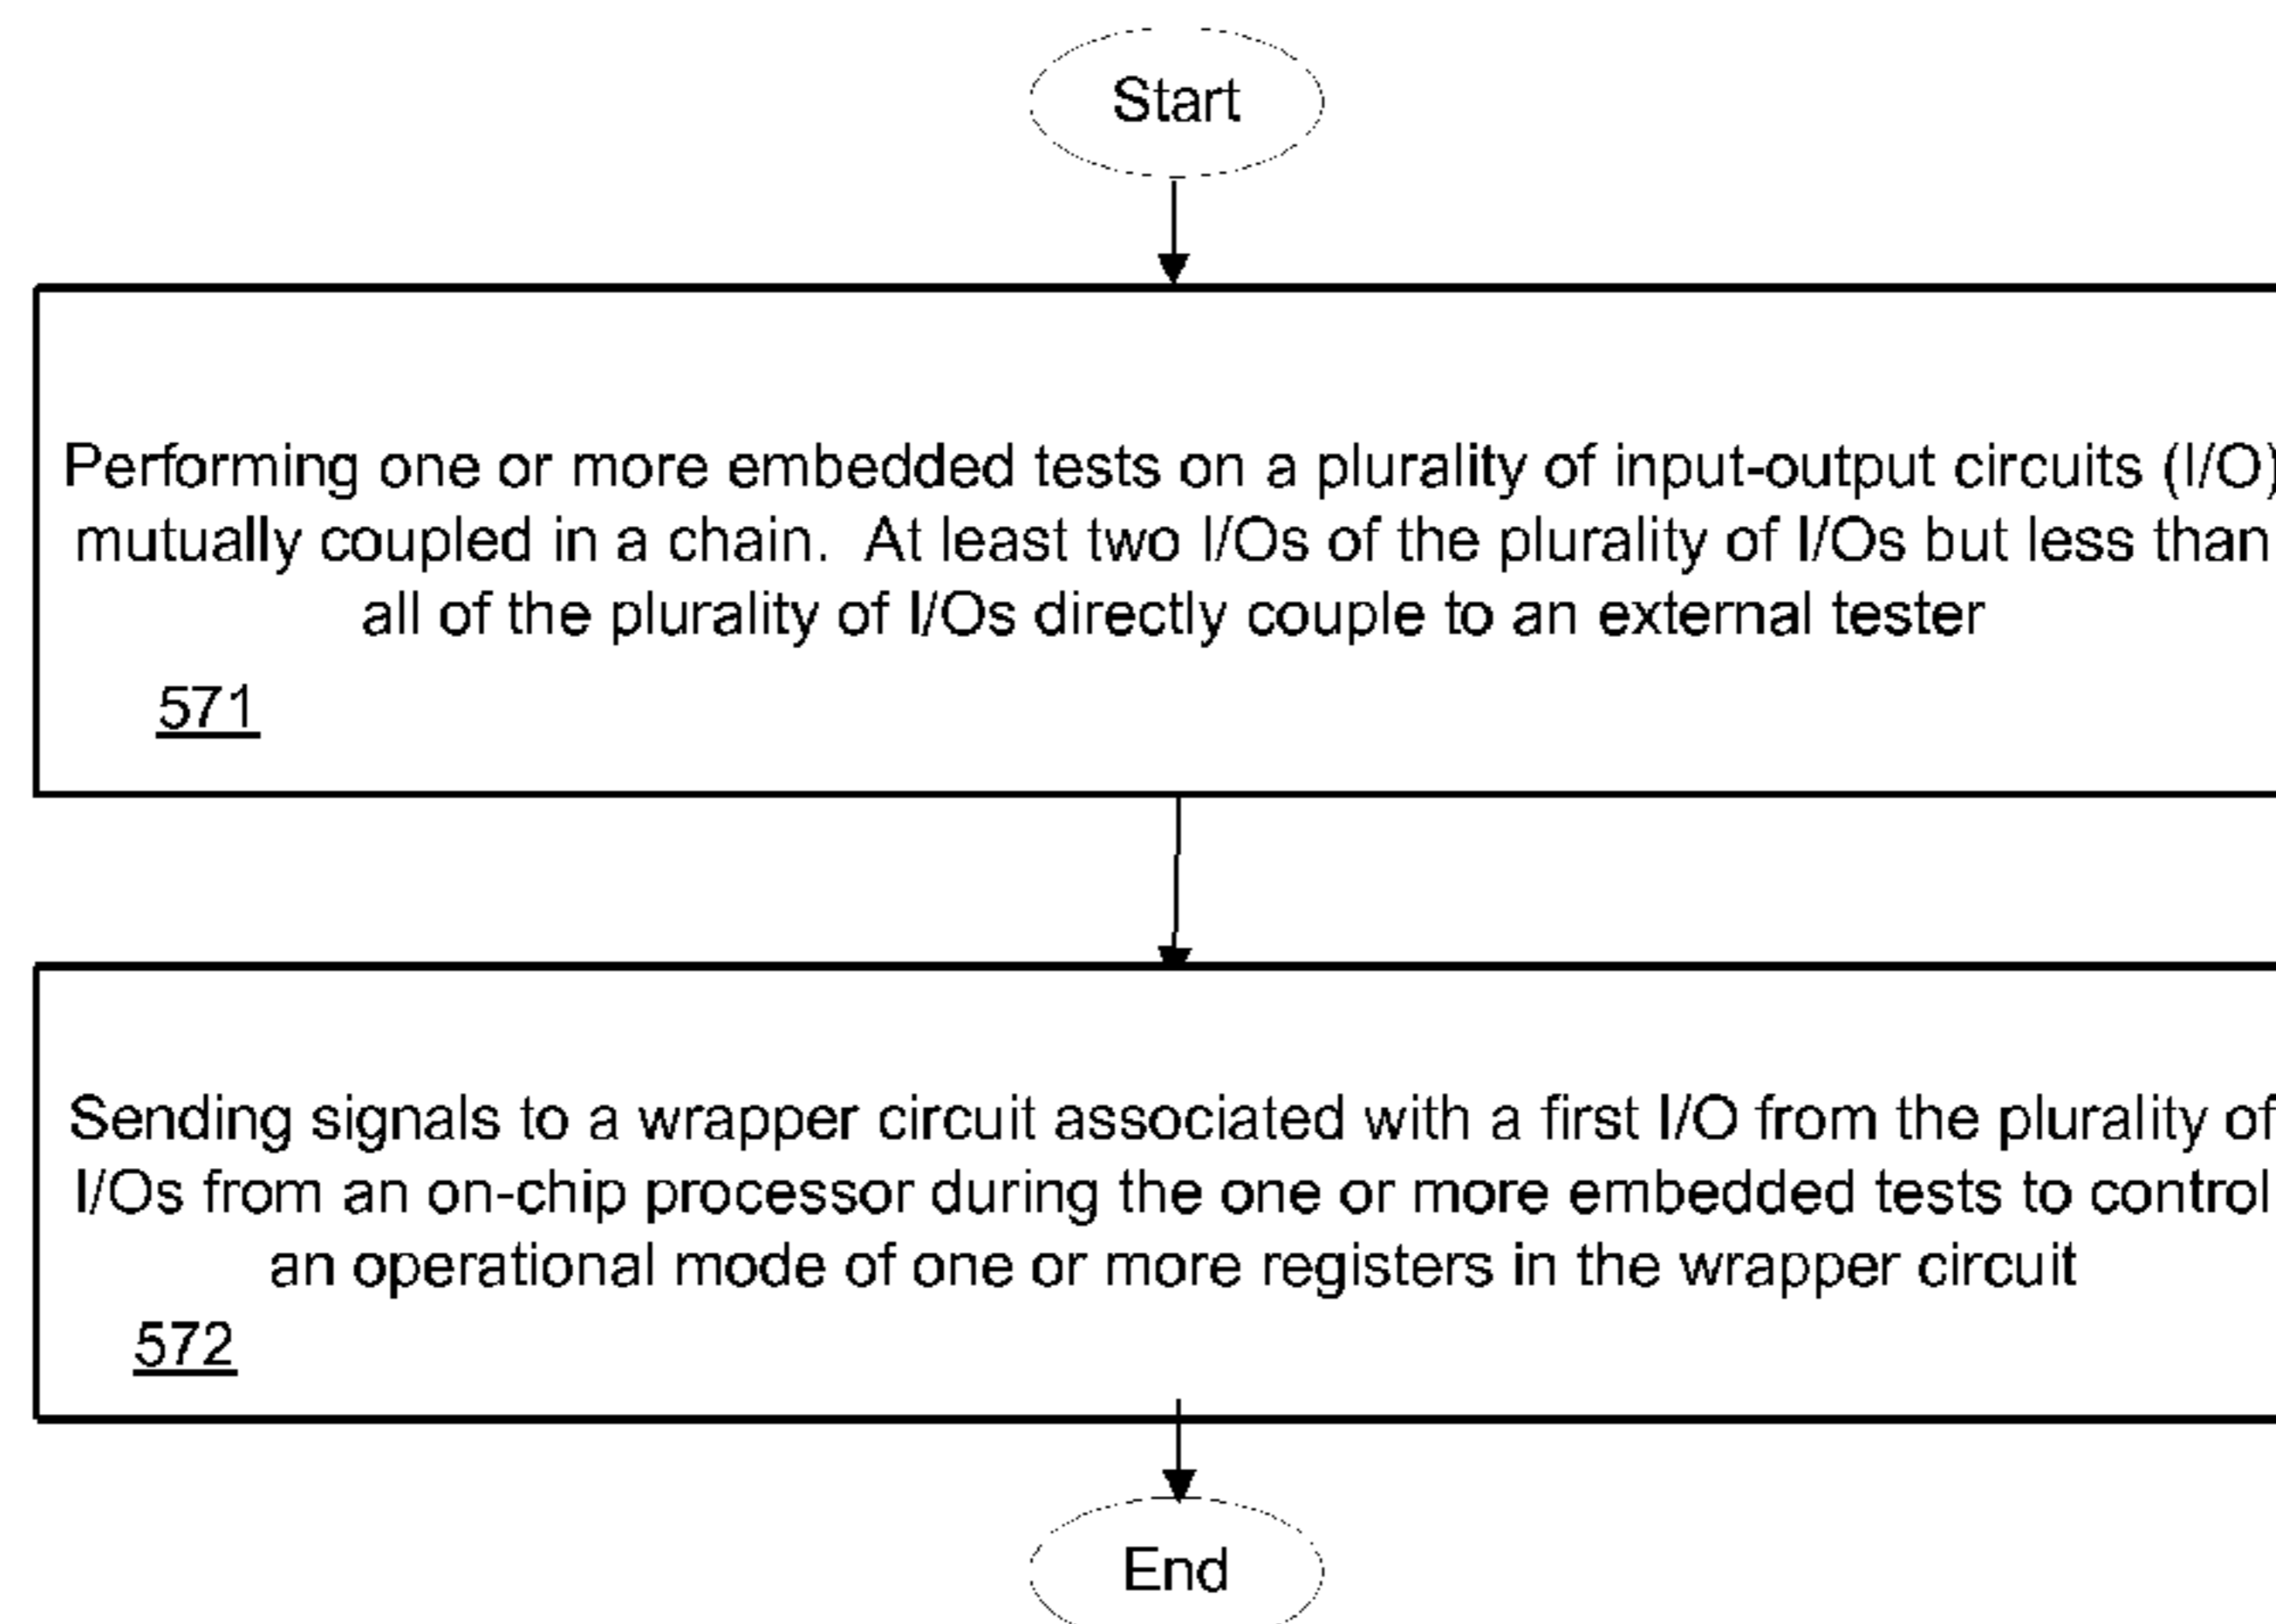 Start
Performing one or more embedded tests on a plurality of input-output circuits (I/O)
mutually coupled in a chain. At least two I/Os of the plurality of I/Os but less than
all of the plurality of I/Os directly couple to an external tester
571
Sending signals to a wrapper circuit associated with a first I/O from the plurality of
I/Os from an on-chip processor during the one or more embedded tests to control
an operational mode of one or more registers in the wrapper circuit
572
End